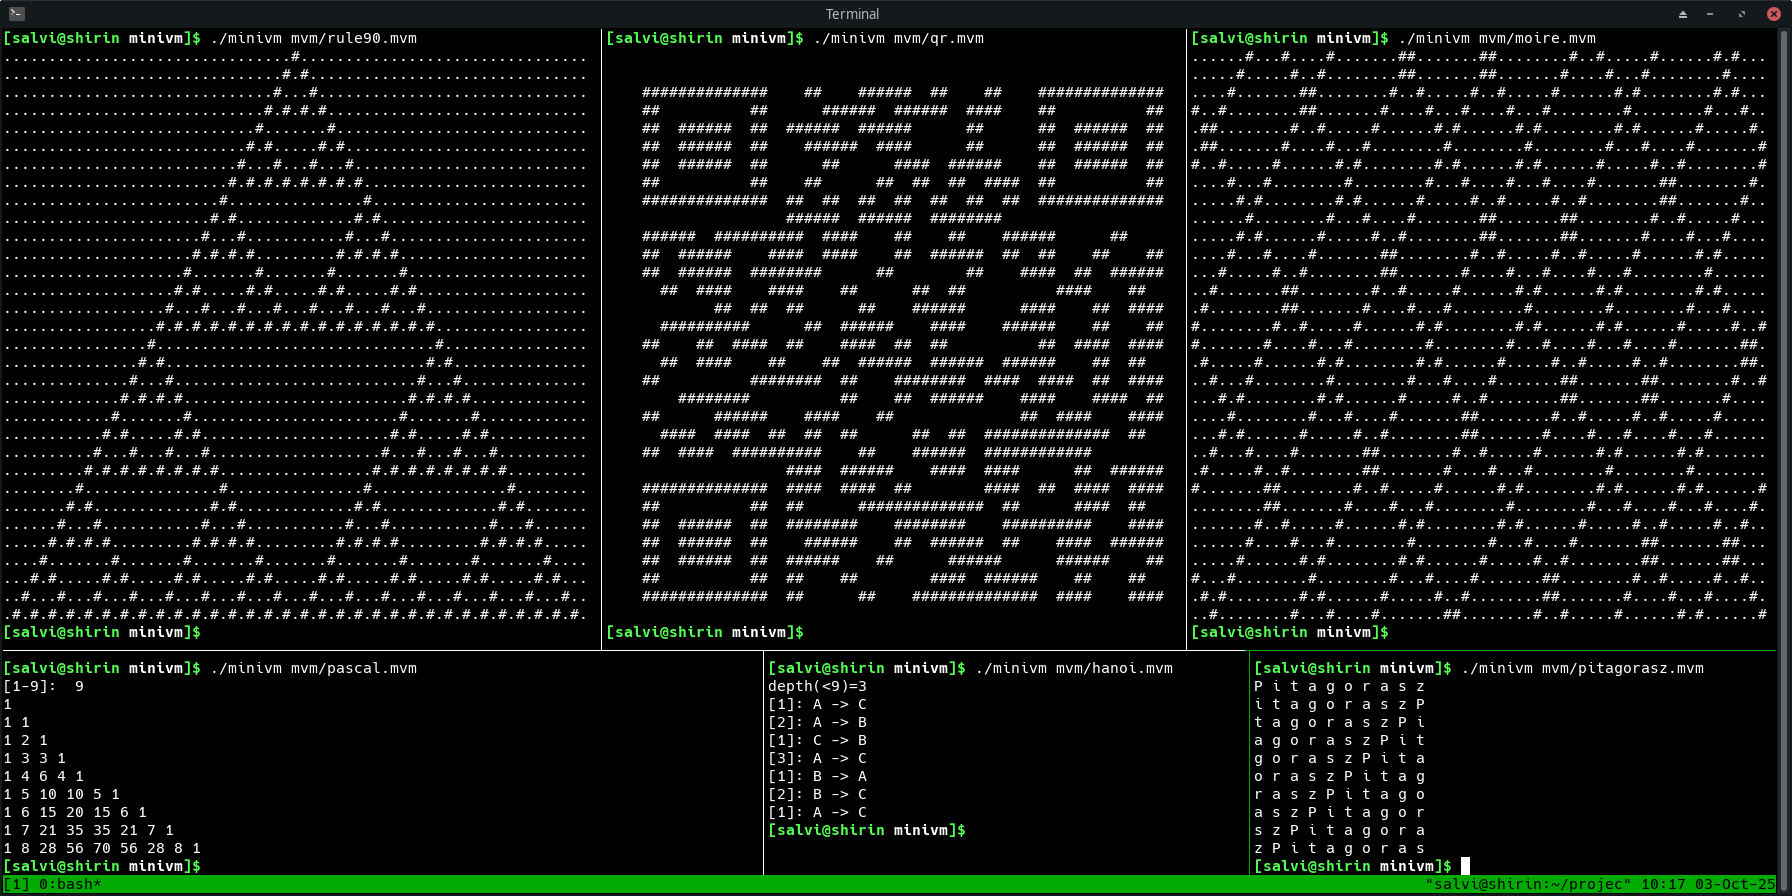 Terminal
[salvi@shirin minivm]$ ./minivm mvm/rule90.mvm
[salvi@shirin minivm]$
[salvi@shirin minivm]$ ./minivm mvm/qr.mvm
[salvi@shirin minivm]$
[salvi@shirin minivm]$ ./minivm mvm/moire.mvm
[salvi@shirin minivm]$
[salvi@shirin minivm]$ ./minivm mvm/pascal.mvm
[1-9]:  9
1
1 1
1 2 1
1 3 3 1
1 4 6 4 1
1 5 10 10 5 1
1 6 15 20 15 6 1
1 7 21 35 35 21 7 1
1 8 28 56 70 56 28 8 1
[salvi@shirin minivm]$
[salvi@shirin minivm]$ ./minivm mvm/hanoi.mvm
depth(<9)=3
[1]: A -> C
[2]: A -> B
[1]: C -> B
[3]: A -> C
[1]: B -> A
[2]: B -> C
[1]: A -> C
[salvi@shirin minivm]$
[salvi@shirin minivm]$ ./minivm mvm/pitagorasz.mvm
P i t a g o r a s z
i t a g o r a s z P
t a g o r a s z P i
a g o r a s z P i t
g o r a s z P i t a
o r a s z P i t a g
r a s z P i t a g o
a s z P i t a g o r
s z P i t a g o r a
z P i t a g o r a s
[salvi@shirin minivm]$
[1] 0:bash*
"salvi@shirin:~/projec" 10:17 03-Oct-25